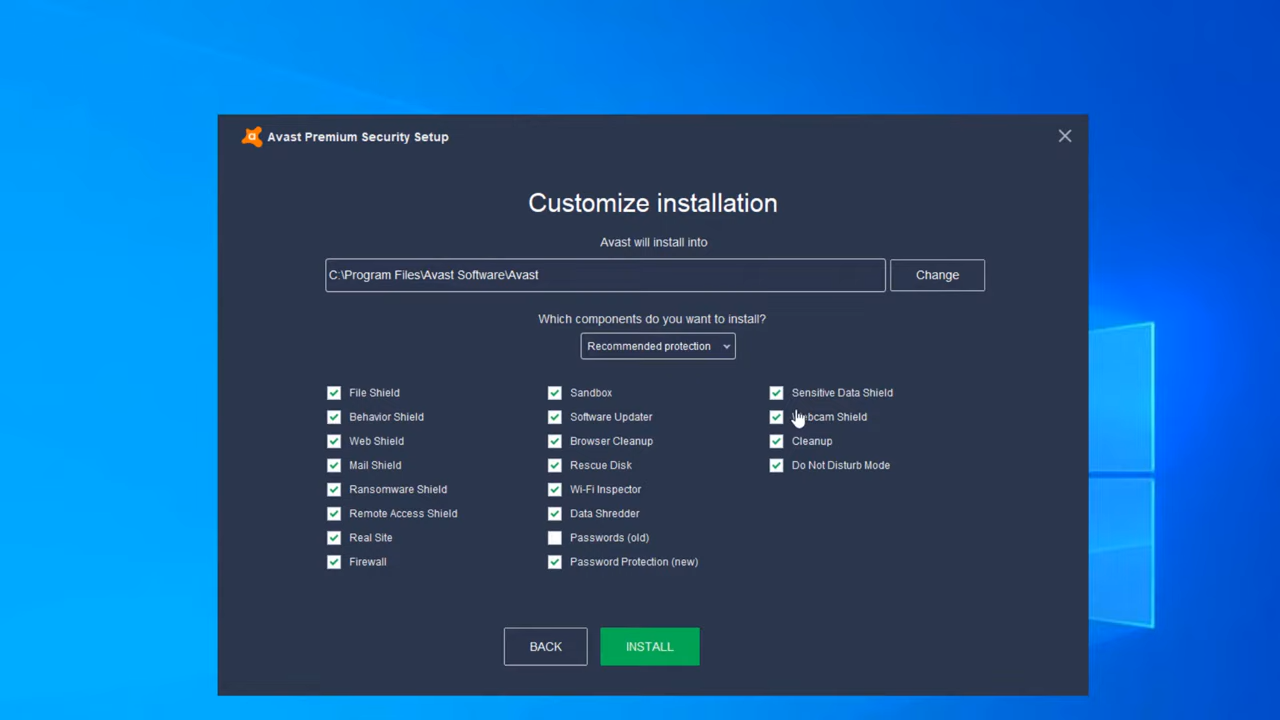 Avast Premium Security Setup
Customize installation
Avast will install into
C:\Program Files\Avast Software\Avast
Change
Which components do you want to install?
Recommended protection
File Shield
Behavior Shield
Web Shield
Mail Shield
Ransomware Shield
Remote Access Shield
Real Site
Firewall
Sandbox
Software Updater
Browser Cleanup
Rescue Disk
Wi-Fi Inspector
Data Shredder
Passwords (old)
Password Protection (new)
Sensitive Data Shield
Webcam Shield
Cleanup
Do Not Disturb Mode
BACK
INSTALL